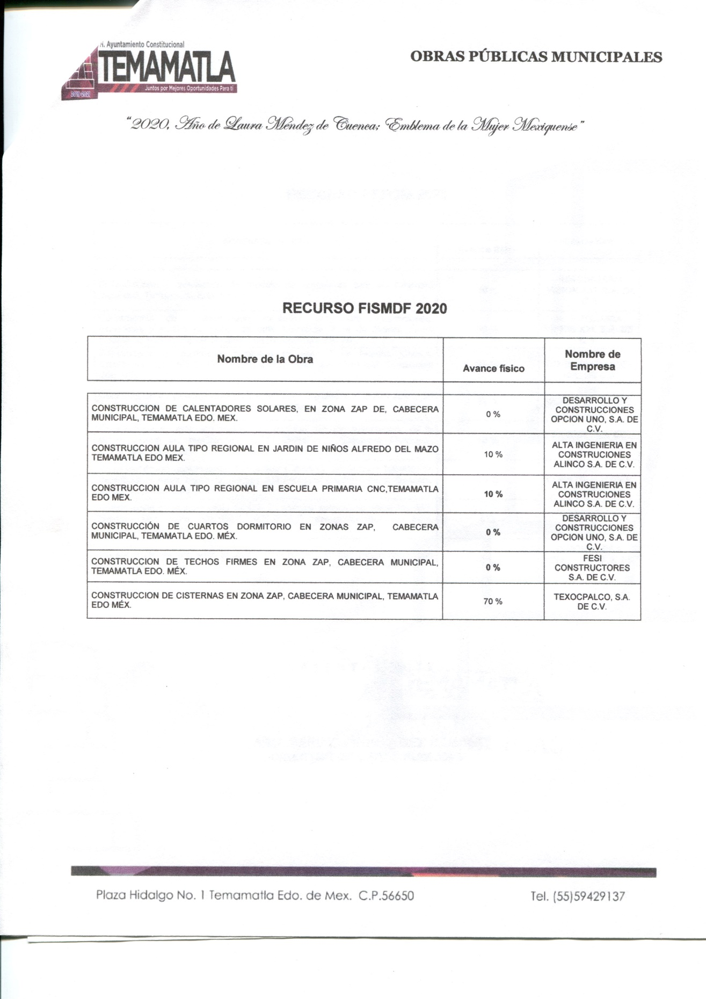 H. Ayuntamiento Constitucional
TEMAMATLA
Juntos por Mejores Oportunidades Para ti
OBRAS PÚBLICAS MUNICIPALES
“2020, Año de Laura Méndez de Cuenca; Emblema de la Mujer Mexiquense”
RECURSO FISMDF 2020
Nombre de la Obra
Avance físico
Nombre de
Empresa
CONSTRUCCION DE CALENTADORES SOLARES, EN ZONA ZAP DE, CABECERA
MUNICIPAL, TEMAMATLA EDO. MEX.
0 %
DESARROLLO Y
CONSTRUCCIONES
OPCION UNO, S.A. DE
C.V.
CONSTRUCCION AULA TIPO REGIONAL EN JARDIN DE NIÑOS ALFREDO DEL MAZO
TEMAMATLA EDO MEX.
10 %
ALTA INGENIERIA EN
CONSTRUCIONES
ALINCO S.A. DE C.V.
CONSTRUCCION AULA TIPO REGIONAL EN ESCUELA PRIMARIA CNC,TEMAMATLA
EDO MEX.
10 %
ALTA INGENIERIA EN
CONSTRUCIONES
ALINCO S.A. DE C.V.
CONSTRUCCIÓN DE CUARTOS DORMITORIO EN ZONAS ZAP, CABECERA
MUNICIPAL, TEMAMATLA EDO. MÉX.
0 %
DESARROLLO Y
CONSTRUCCIONES
OPCION UNO, S.A. DE
C.V.
CONSTRUCCION DE TECHOS FIRMES EN ZONA ZAP, CABECERA MUNICIPAL,
TEMAMATLA EDO. MÉX.
0 %
FESI
CONSTRUCTORES
S.A. DE C.V.
CONSTRUCCION DE CISTERNAS EN ZONA ZAP, CABECERA MUNICIPAL, TEMAMATLA
EDO MÉX.
70 %
TEXOCPALCO, S.A.
DE C.V.
Plaza Hidalgo No. 1 Temamatla Edo. de Mex. C.P.56650
Tel. (55)59429137